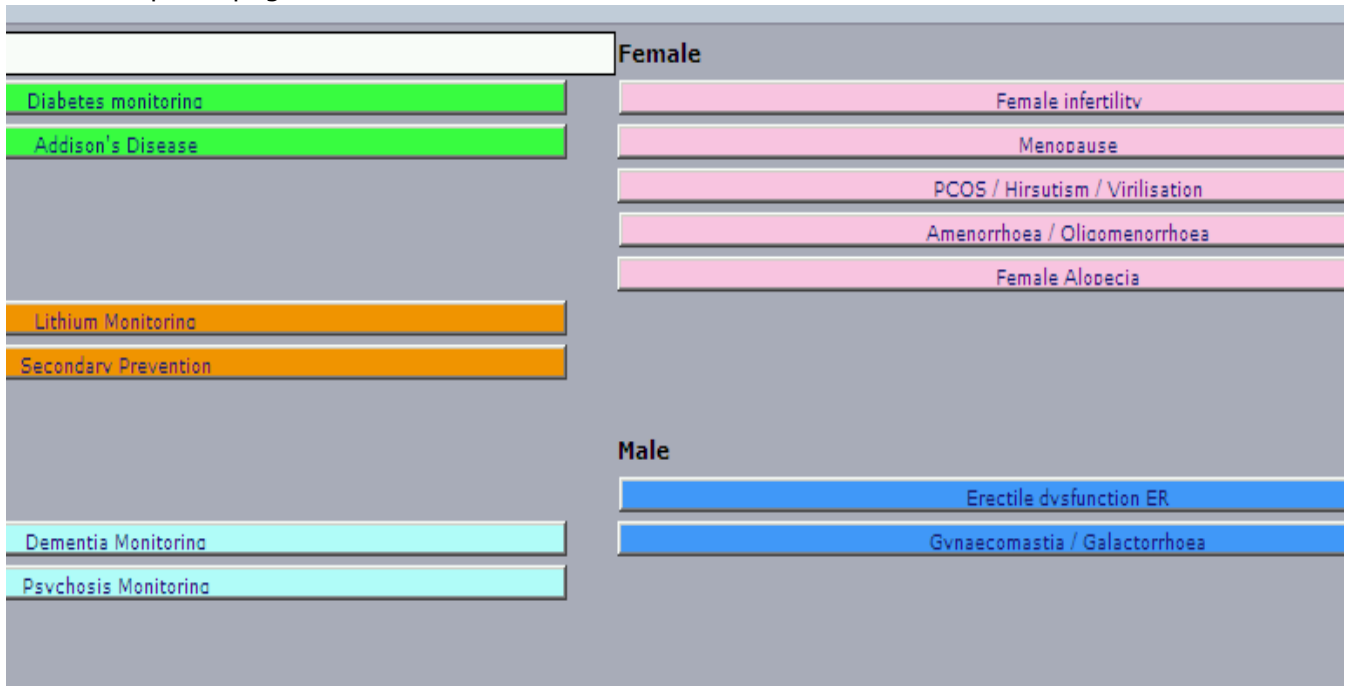 Female
Diabetes monitoring
Female infertility
Addison's Disease
Menopause
PCOS / Hirsutism / Virilisation
Amenorrhoea / Oligomenorrhoea
Female Alopecia
Lithium Monitoring
Secondary Prevention
Male
Erectile dysfunction ER
Dementia Monitoring
Gynaecomastia / Galactorrhoea
Psychosis Monitoring